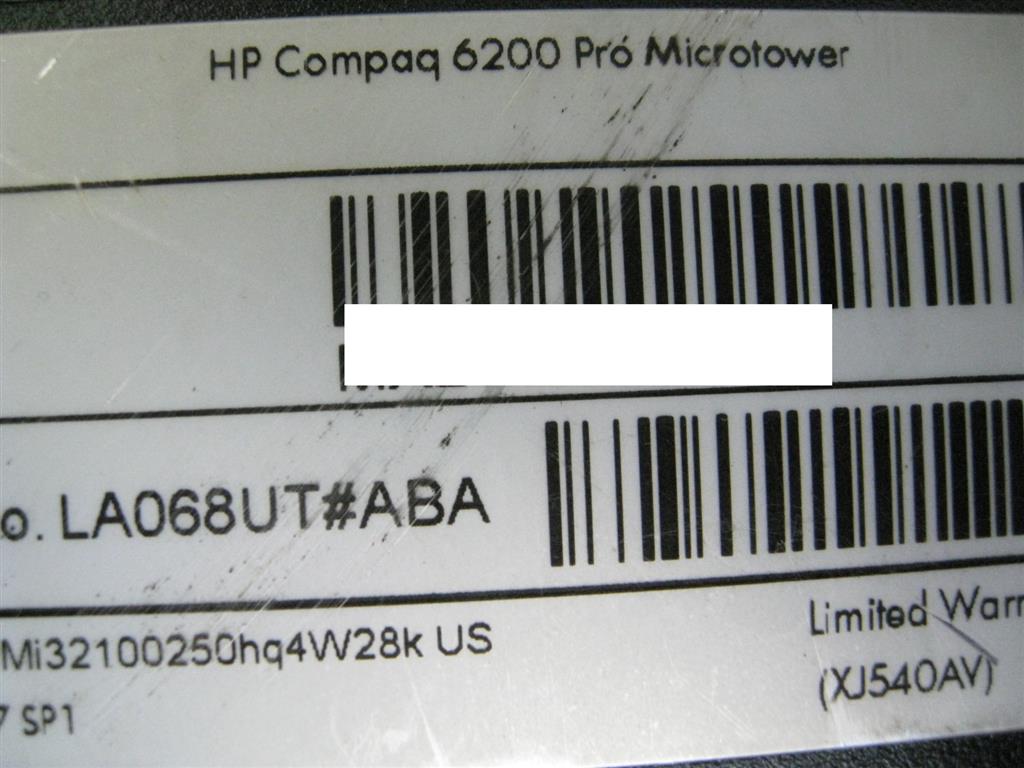 HP Compaq 6200 Pro Microtower
o. LA068UT#ABA
Mi32100250hq4W28k US
Limited Warr
7 SP1
(XJ540AV)